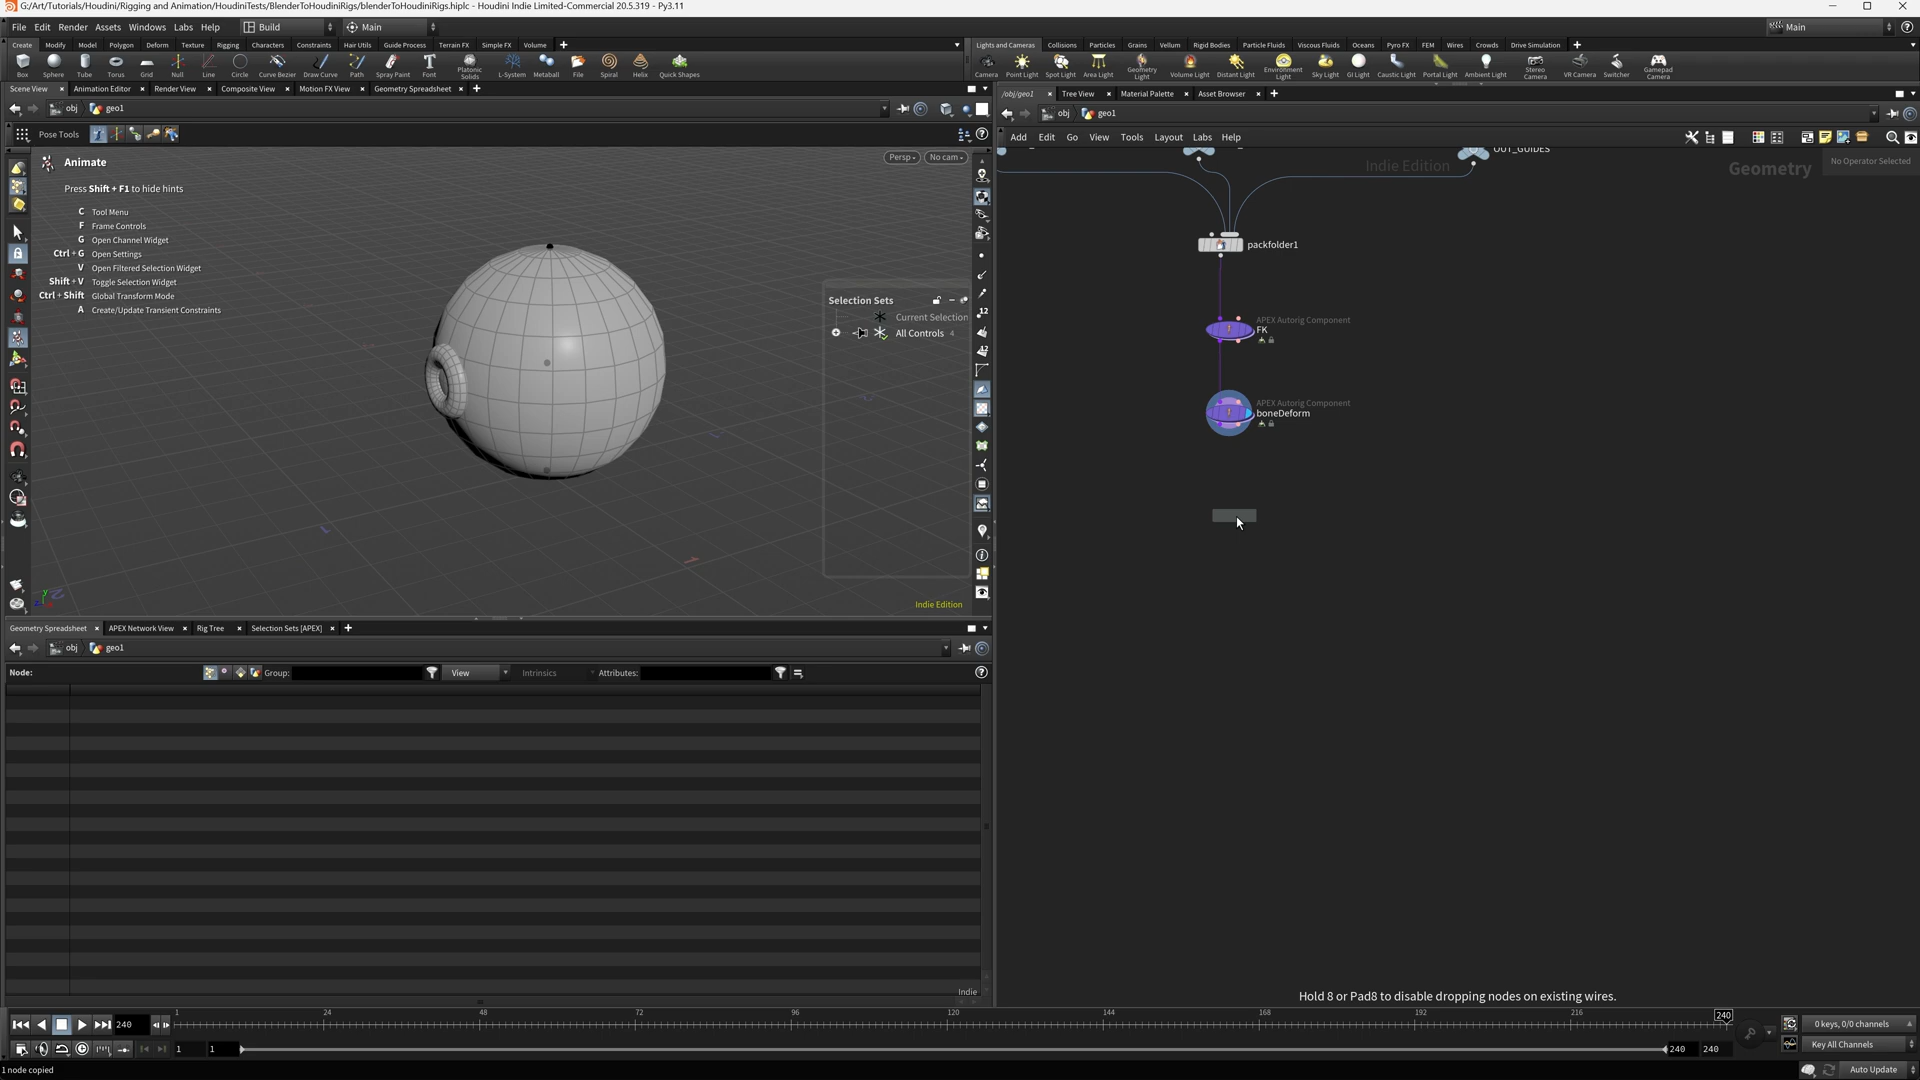 G:/Art/Tutorials/Houdini/Rigging and Animation/HoudiniTests/BlenderToHoudiniRigs/blenderToHoudiniRigs.hiplc - Houdini Indie Limited-Commercial 20.5.319 - Py3.11
File Edit Render Assets Windows Labs Help Build Main Main
Create Modify Model Polygon Deform Texture Rigging Characters Constraints Hair Utils Guide Process Terrain FX Simple FX Volume
Lights and Cameras Collisions Particles Grains Vellum Rigid Bodies Particle Fluids Viscous Fluids Oceans Pyro FX FEM Wires Crowds Drive Simulation
Box Sphere Tube Torus Grid Null Line Circle Curve Bezier Draw Curve Path Spray Paint Font Platonic Solids L-System Metaball File Spiral Helix Quick Shapes
Camera Point Light Spot Light Area Light Geometry Light Volume Light Distant Light Environment Light Sky Light GI Light Caustic Light Portal Light Ambient Light Stereo Camera VR Camera Switcher Gamepad Camera
Scene View Animation Editor Render View Composite View Motion FX View Geometry Spreadsheet
/obj/geo1 Tree View Material Palette Asset Browser
obj geo1
obj geo1
Pose Tools
Add Edit Go View Tools Layout Labs Help
Animate
Persp No cam
Press Shift + F1 to hide hints
C Tool Menu
F Frame Controls
G Open Channel Widget
Ctrl + G Open Settings
V Open Filtered Selection Widget
Shift + V Toggle Selection Widget
Ctrl + Shift Global Transform Mode
A Create/Update Transient Constraints
Selection Sets
Current Selection
All Controls 4
12
12
Indie Edition
OUT_GUIDES
Indie Edition
Geometry
No Operator Selected
packfolder1
APEX Autorig Component
FK
APEX Autorig Component
boneDeform
Hold 8 or Pad8 to disable dropping nodes on existing wires.
Geometry Spreadsheet APEX Network View Rig Tree Selection Sets [APEX]
obj geo1
Node: Group: View Intrinsics Attributes:
Indie
240 1 24 48 72 96 120 144 168 192 216 240
0 keys, 0/0 channels
1 1 240 240
Key All Channels
1 node copied
Auto Update